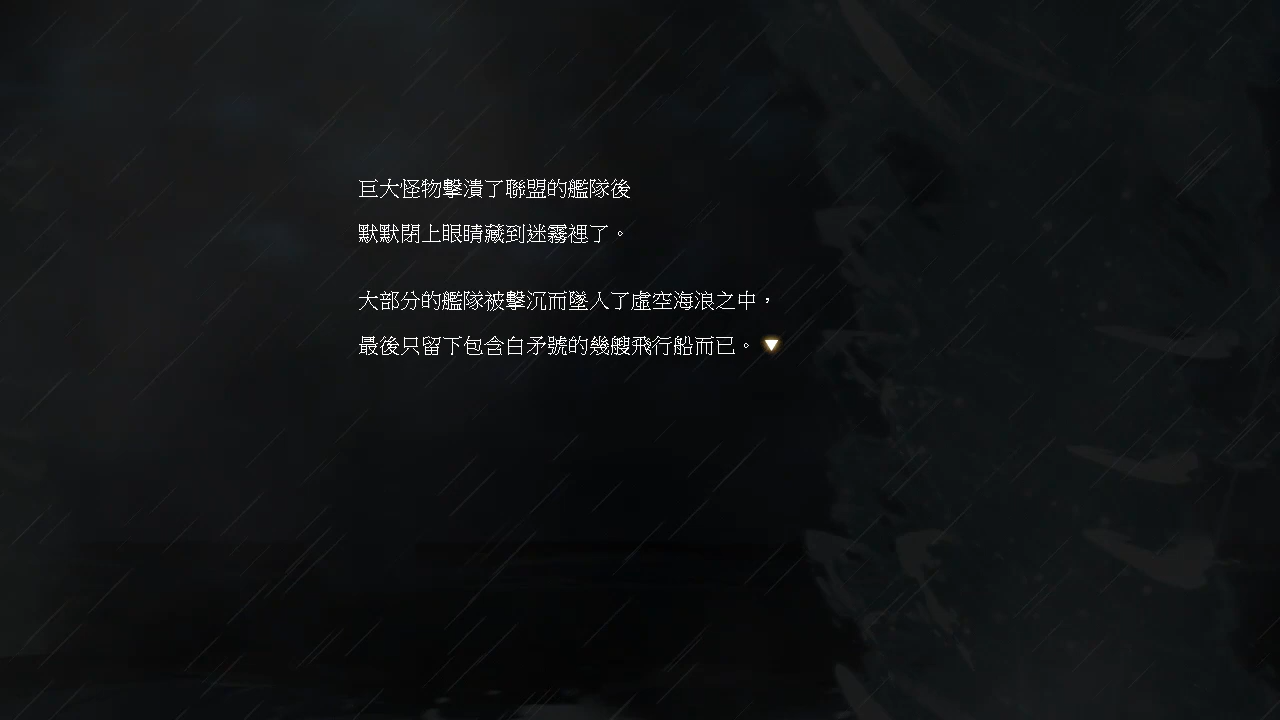 巨大怪物擊潰了聯盟的艦隊後
默默閉上眼睛藏到迷霧裡了。
大部分的艦隊被擊沉而墜入了虛空海浪之中，
最後只留下包含白矛號的幾艘飛行船而已。